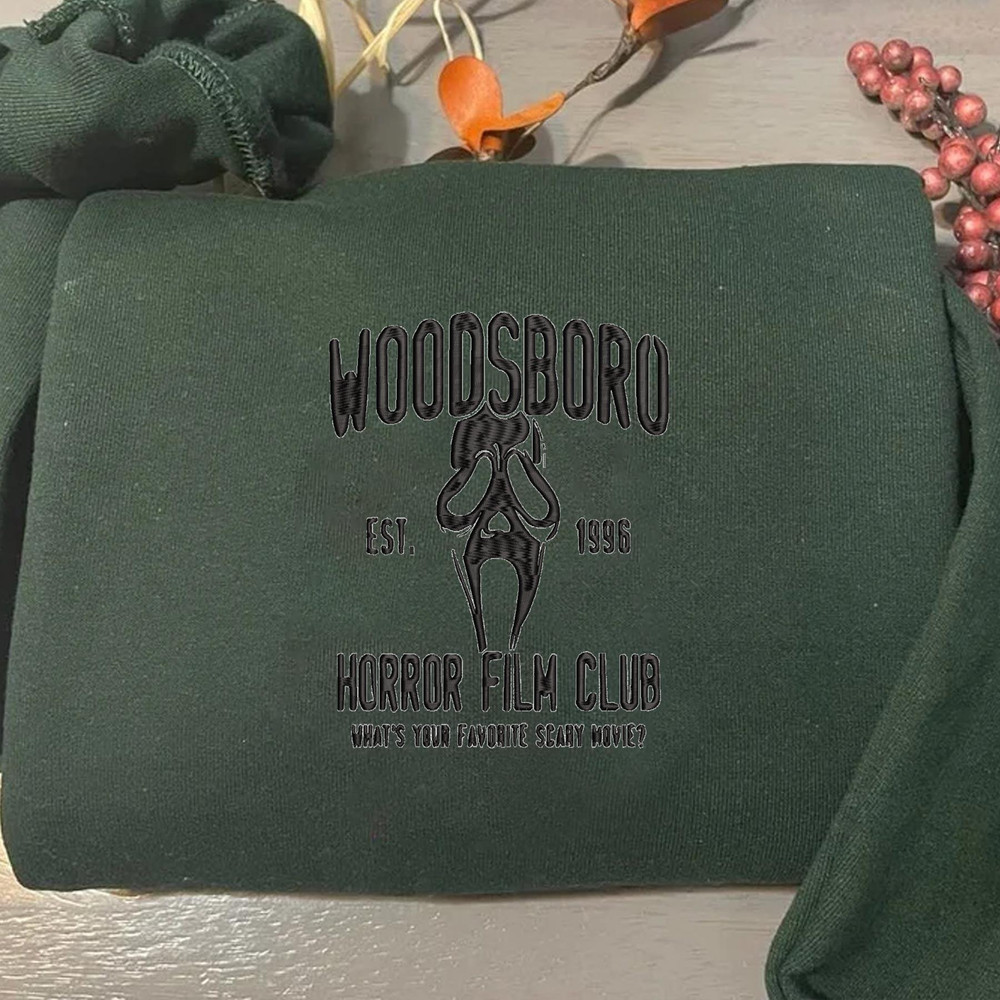 WOODSBORO
EST. 1996
HORROR FILM CLUB
WHAT'S YOUR FAVORITE SCARY MOVIE?